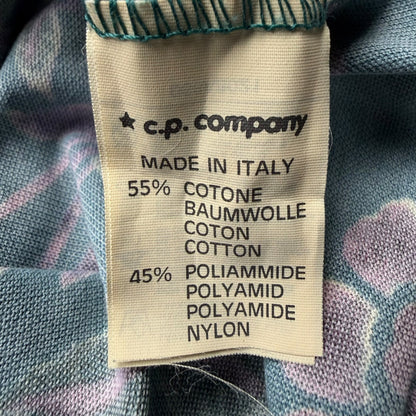 ★ c.p. company
MADE IN ITALY
55% COTONE
BAUMWOLLE
COTON
COTTON
45% POLIAMMIDE
POLYAMID
POLYAMIDE
NYLON